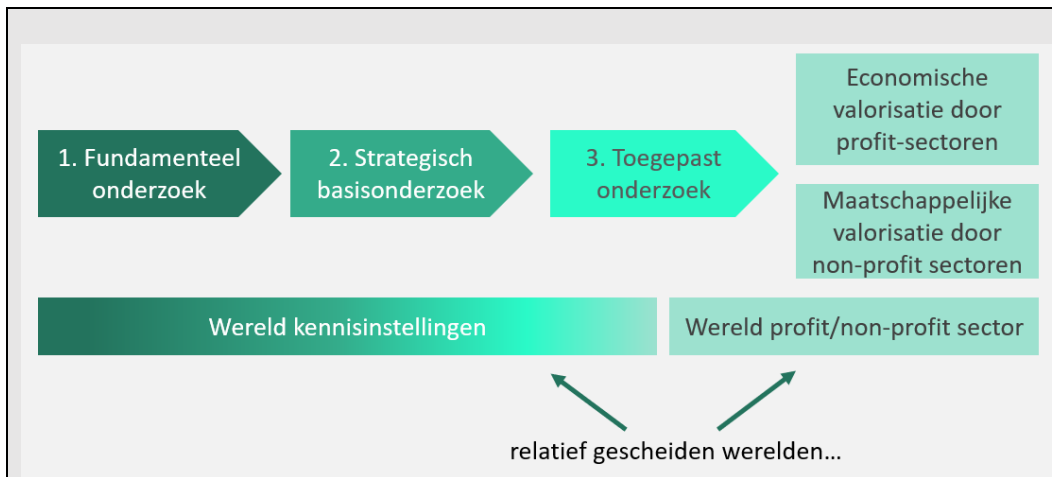 1. Fundamenteel
onderzoek
2. Strategisch
basisonderzoek
3. Toegepast
onderzoek
Economische
valorisatie door
profit-sectoren
Maatschappelijke
valorisatie door
non-profit sectoren
Wereld kennisinstellingen
Wereld profit/non-profit sector
relatief gescheiden werelden…